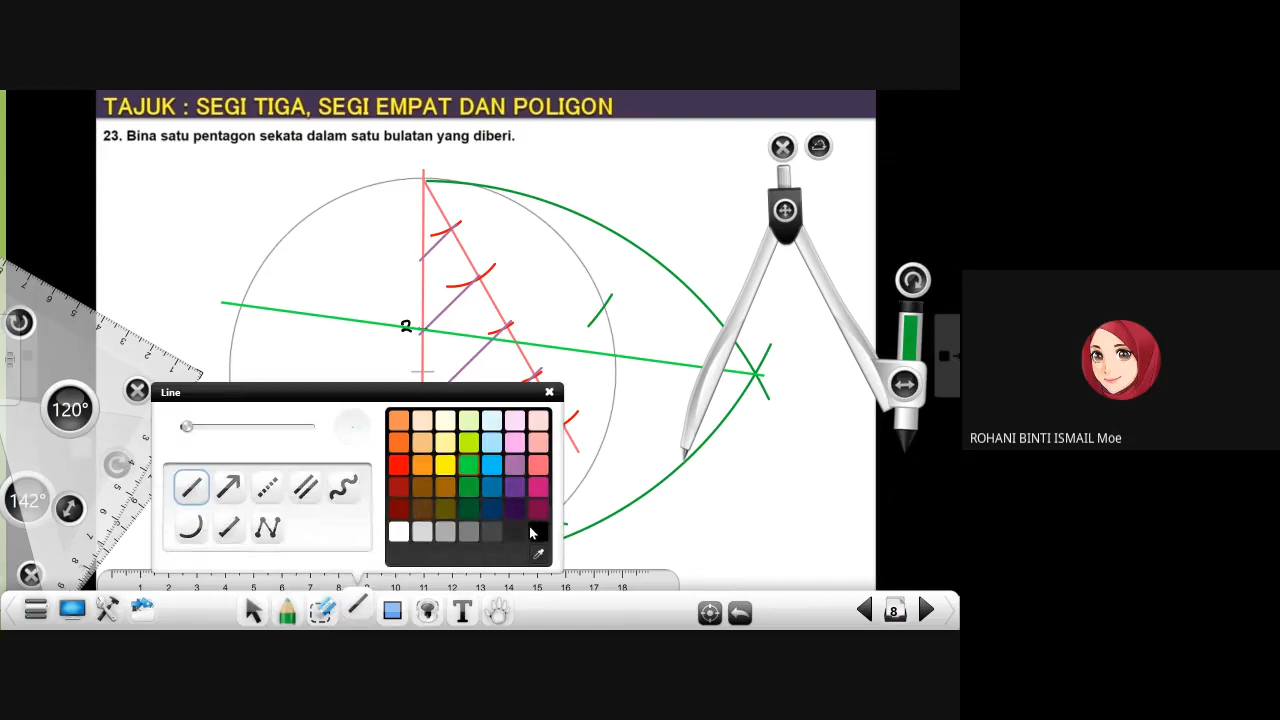 TAJUK : SEGI TIGA, SEGI EMPAT DAN POLIGON
23. Bina satu pentagon sekata dalam satu bulatan yang diberi.
2
120°
142°
Line
ROHANI BINTI ISMAIL Moe
1 2 3 4 5 6 7 8 9 10 11 12 13 14 15 16 17 18
T
8